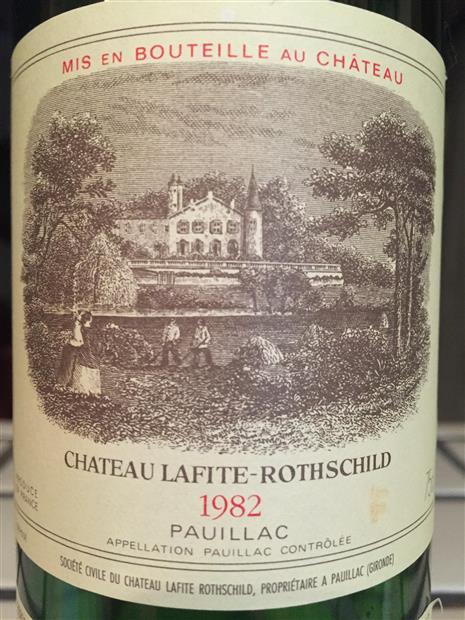 MIS EN BOUTEILLE AU CHÂTEAU
CHATEAU LAFITE-ROTHSCHILD
1982
PAUILLAC
APPELLATION PAUILLAC CONTRÔLÉE
SOCIÉTÉ CIVILE DU CHATEAU LAFITE ROTHSCHILD, PROPRIÉTAIRE A PAUILLAC (GIRONDE)